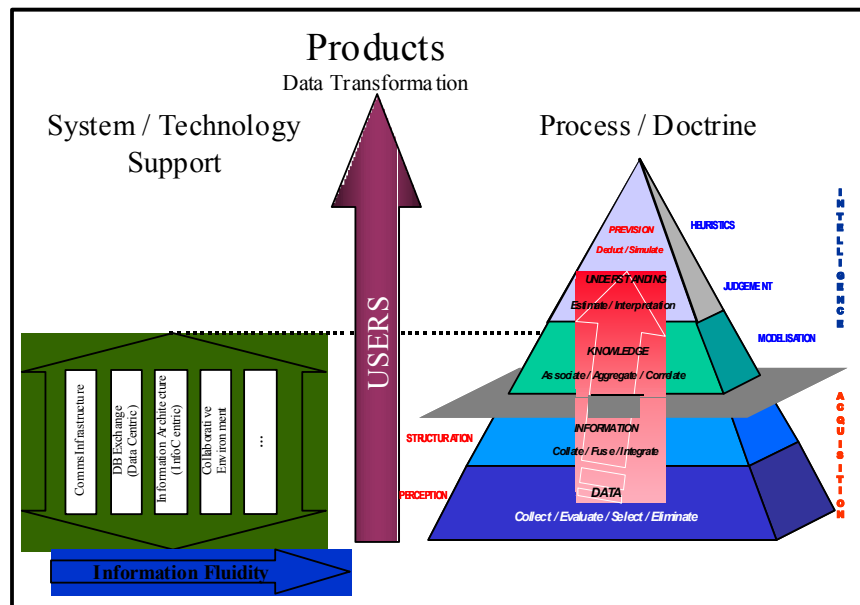 Products
Data Transformation
System / Technology
Support
Process / Doctrine
USERS
Comms Infrastructure
DB Exchange
(Data Centric)
Information Architecture
(Info Centric)
Collaborative
Environment
...
Information Fluidity
PREVISION
Deduct / Simulate
UNDERSTANDING
Estimate / Interpretation
KNOWLEDGE
Associate / Aggregate / Correlate
INFORMATION
Collate / Fuse / Integrate
DATA
Collect / Evaluate / Select / Eliminate
STRUCTURATION
PERCEPTION
HEURISTICS
JUDGEMENT
MODELISATION
INTELLIGENCE
ACQUISITION